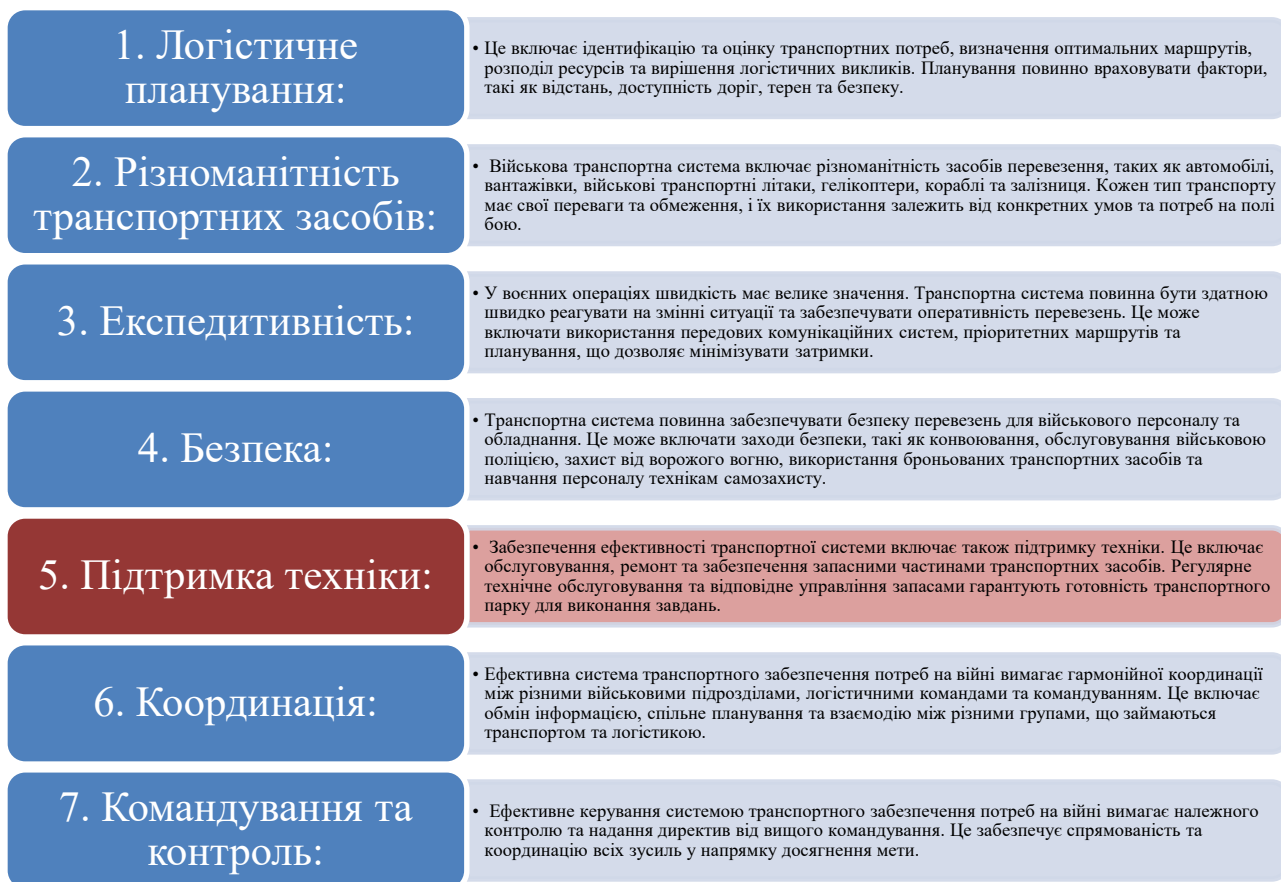 1. Логістичне
планування:
• Це включає ідентифікацію та оцінку транспортних потреб, визначення оптимальних маршрутів,
розподіл ресурсів та вирішення логістичних викликів. Планування повинно враховувати фактори,
такі як відстань, доступність доріг, терен та безпеку.
2. Різноманітність
транспортних засобів:
• Військова транспортна система включає різноманітність засобів перевезення, таких як автомобілі,
вантажівки, військові транспортні літаки, гелікоптери, кораблі та залізниця. Кожен тип транспорту
має свої переваги та обмеження, і їх використання залежить від конкретних умов та потреб на полі
бою.
3. Експедитивність:
• У воєнних операціях швидкість має велике значення. Транспортна система повинна бути здатною
швидко реагувати на змінні ситуації та забезпечувати оперативність перевезень. Це може
включати використання передових комунікаційних систем, пріоритетних маршрутів та
планування, що дозволяє мінімізувати затримки.
4. Безпека:
• Транспортна система повинна забезпечувати безпеку перевезень для військового персоналу та
обладнання. Це може включати заходи безпеки, такі як конвоювання, обслуговування військовою
поліцією, захист від ворожого вогню, використання броньованих транспортних засобів та
навчання персоналу технікам самозахисту.
5. Підтримка техніки:
• Забезпечення ефективності транспортної системи включає також підтримку техніки. Це включає
обслуговування, ремонт та забезпечення запасними частинами транспортних засобів. Регулярне
технічне обслуговування та відповідне управління запасами гарантують готовність транспортного
парку для виконання завдань.
6. Координація:
• Ефективна система транспортного забезпечення потреб на війні вимагає гармонійної координації
між різними військовими підрозділами, логістичними командами та командуванням. Це включає
обмін інформацією, спільне планування та взаємодію між різними групами, що займаються
транспортом та логістикою.
7. Командування та
контроль:
• Ефективне керування системою транспортного забезпечення потреб на війні вимагає належного
контролю та надання директив від вищого командування. Це забезпечує спрямованість та
координацію всіх зусиль у напрямку досягнення мети.